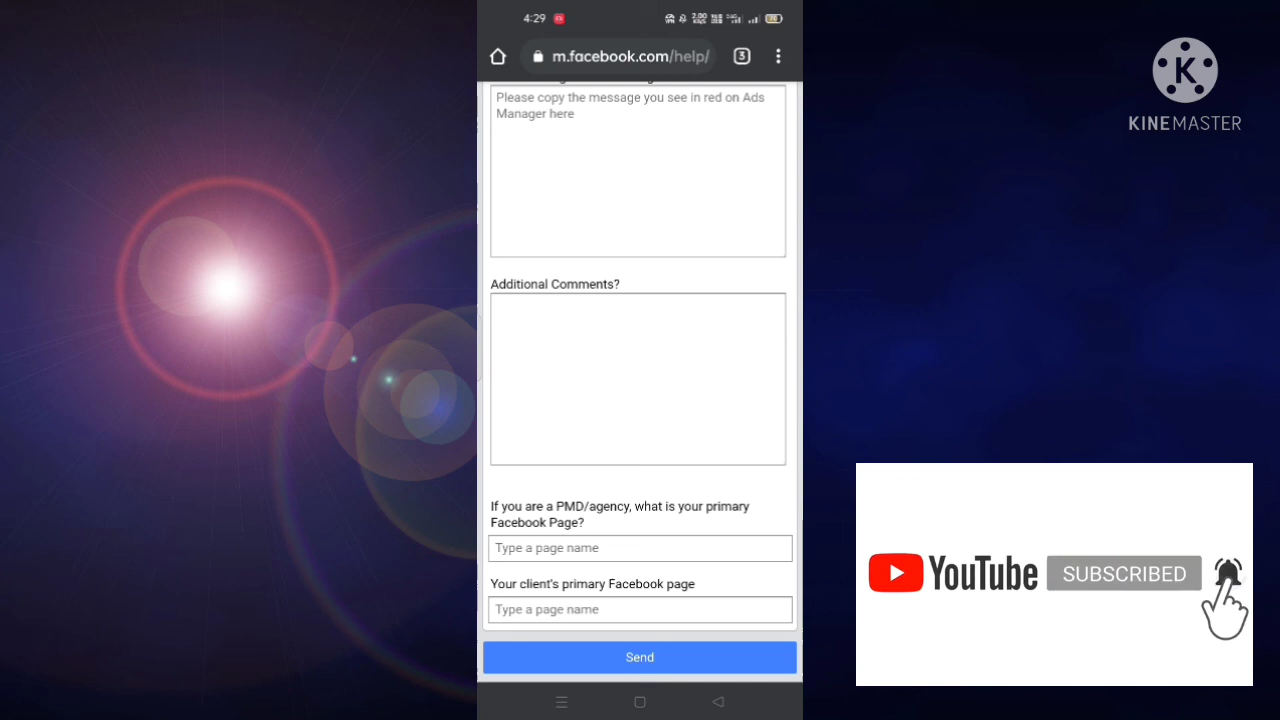 4:29
m.facebook.com/help/
3
Please copy the message you see in red on Ads
Manager here
Additional Comments?
If you are a PMD/agency, what is your primary
Facebook Page?
Type a page name
Your client's primary Facebook page
Type a page name
Send
K
KINEMASTER
YouTube
SUBSCRIBED